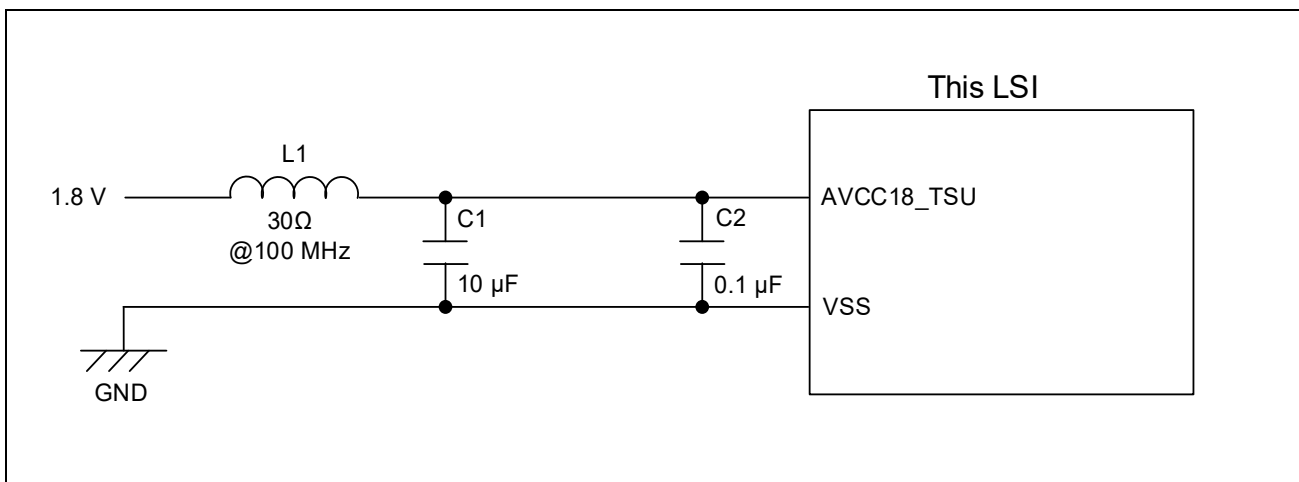 This LSI
L1
1.8 V
AVCC18_TSU
30Ω
@100 MHz
C1
C2
10 µF
0.1 µF
VSS
GND